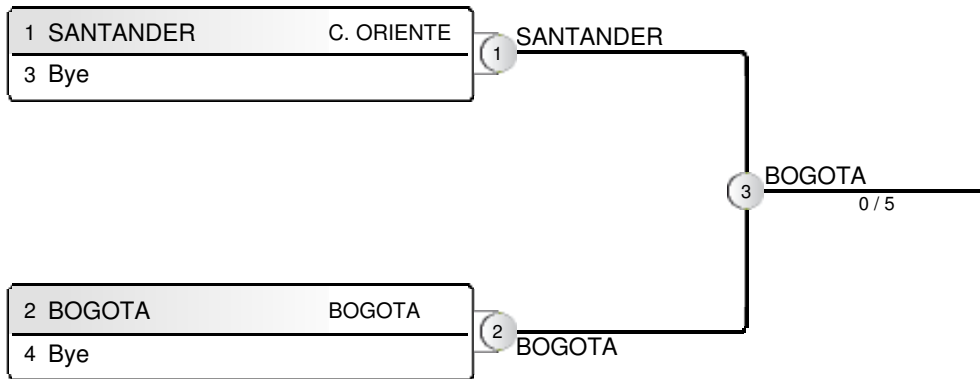 1 SANTANDER C. ORIENTE
3 Bye
1 SANTANDER
3 BOGOTA
0 / 5
2 BOGOTA BOGOTA
4 Bye
2 BOGOTA